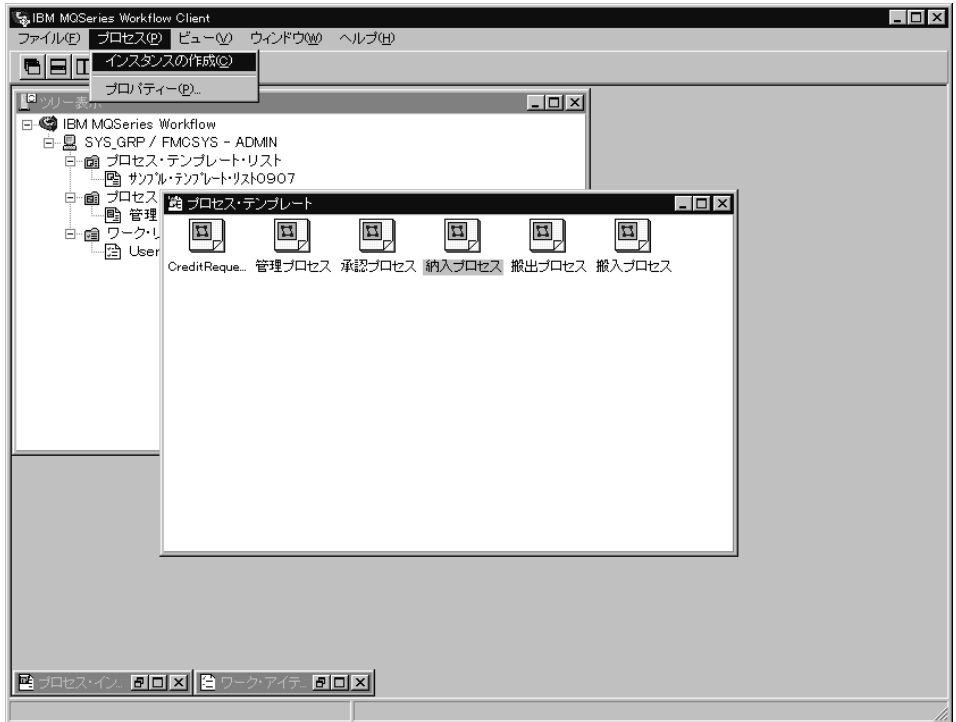 IBM MQSeries Workflow Client
ファイル(F) プロセス(P) ビュー(V) ウィンドウ(W) ヘルプ(H)
インスタンスの作成(C)
プロパティー(P)...
ツリー表示
IBM MQSeries Workflow
SYS_GRP / FMCSYS - ADMIN
プロセス・テンプレート・リスト
サンプル・テンプレート・リスト0907
プロセス
管理
ワーク・リ
User
プロセス・テンプレート
CreditReque... 管理プロセス 承認プロセス 納入プロセス 搬出プロセス 搬入プロセス
プロセス・イン... ワーク・アイテ...